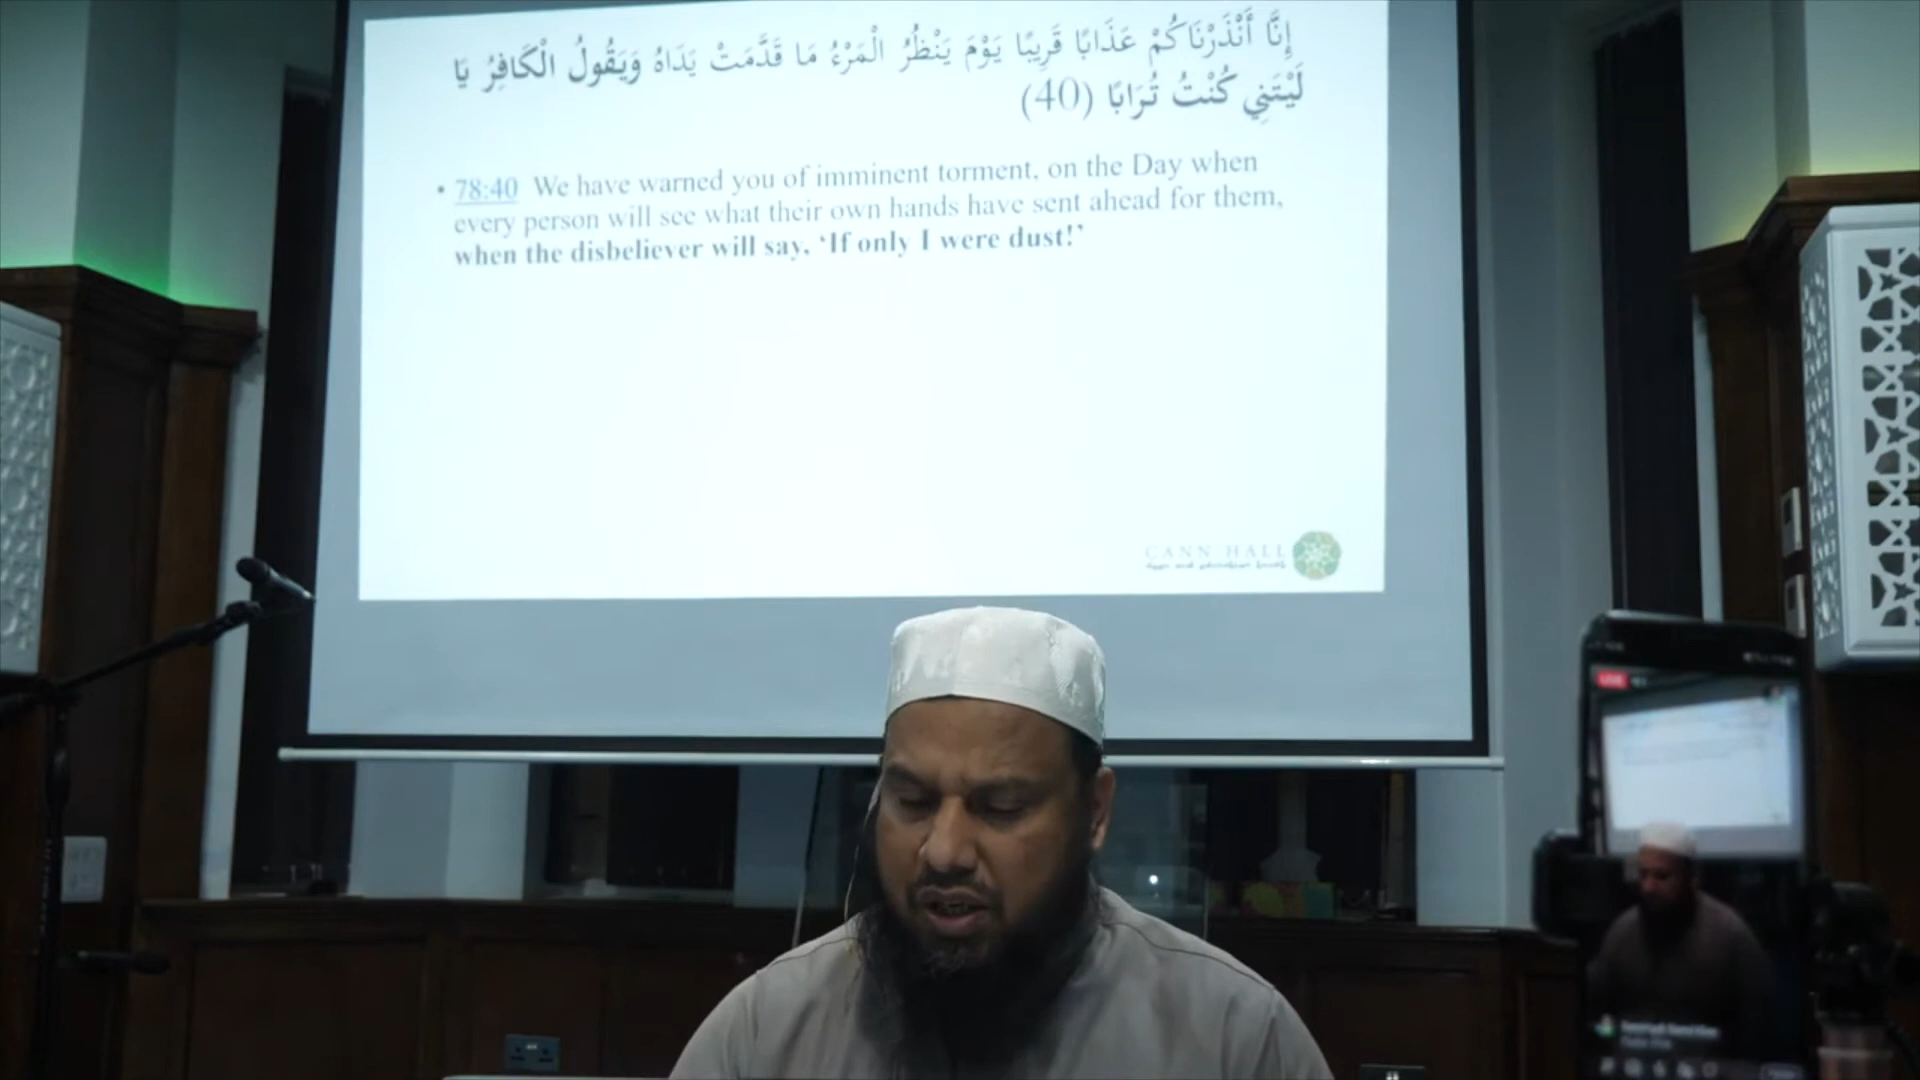 إِنَّا أَنْذَرْنَاكُمْ عَذَابًا قَرِيبًا يَوْمَ يَنْظُرُ الْمَرْءُ مَا قَدَّمَتْ يَدَاهُ وَيَقُولُ الْكَافِرُ يَا
لَيْتَنِي كُنْتُ تُرَابًا (40)
• 78:40 We have warned you of imminent torment, on the Day when
every person will see what their own hands have sent ahead for them,
when the disbeliever will say, ‘If only I were dust!’
CANN HALL
LIVE